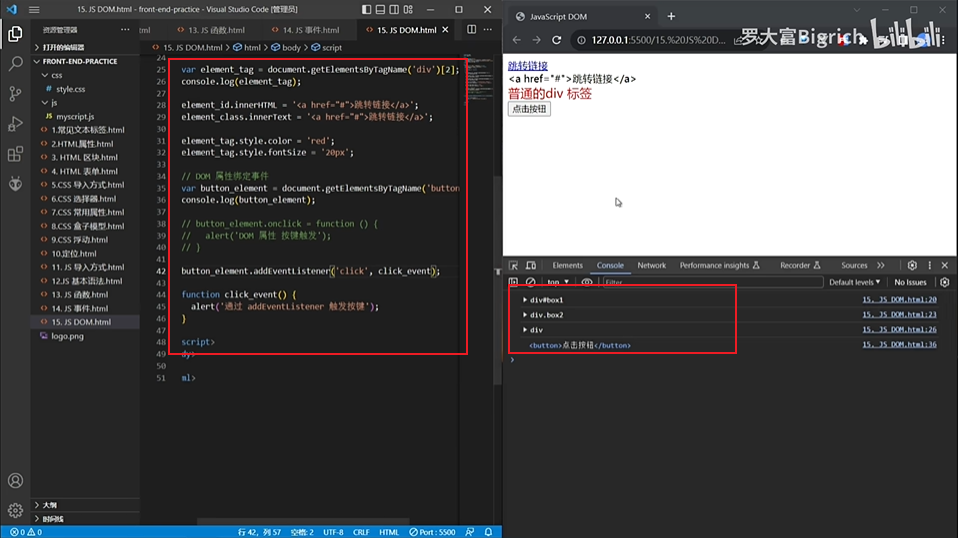 15. JS DOM.html - front-end-practice - Visual Studio Code [管理员]
资源管理器
13. JS 函数.html
14. JS 事件.html
15. JS DOM.html
打开的编辑器
15. JS DOM.html > html > body > script
FRONT-END-PRACTICE
css
style.css
js
myscript.js
1.常见文本标签.html
2.HTML属性.html
3. HTML 区块.html
4. HTML 表单.html
5.CSS 导入方式.html
6.CSS 选择器.html
7.CSS 常用属性.html
8.CSS 盒子模型.html
9.CSS 浮动.html
10.定位.html
11. JS 导入方式.html
12.JS 基本语法.html
13. JS 函数.html
14. JS 事件.html
15. JS DOM.html
logo.png
大纲
时间线
24
25 var element_tag = document.getElementsByTagName('div')[2];
26 console.log(element_tag);
27
28 element_id.innerHTML = '<a href="#">跳转链接</a>';
29 element_class.innerText = '<a href="#">跳转链接</a>';
30
31 element_tag.style.color = 'red';
32 element_tag.style.fontSize = '20px';
33
34 // DOM 属性绑定事件
35 var button_element = document.getElementsByTagName('button
36 console.log(button_element);
37
38 // button_element.onclick = function () {
39 //   alert('DOM 属性 按键触发');
40 // }
41
42 button_element.addEventListener('click', click_event);
43
44 function click_event() {
45   alert('通过 addEventListener 触发按键');
46 }
47
48 script>
49 dy>
50
51 ml>
0 0
行 42, 列 57
空格: 2
UTF-8
CRLF
HTML
Port : 5500
JavaScript DOM
127.0.0.1:5500/15.%20JS%20D...
罗大富Bigrich
bilibili
跳转链接
<a href="#">跳转链接</a>
普通的div 标签
点击按钮
Elements
Console
Network
Performance insights
Recorder
Sources
top
Filter
Default levels
No Issues
div#box1 15. JS DOM.html:20
div.box2 15. JS DOM.html:23
div 15. JS DOM.html:26
<button>点击按钮</button> 15. JS DOM.html:36